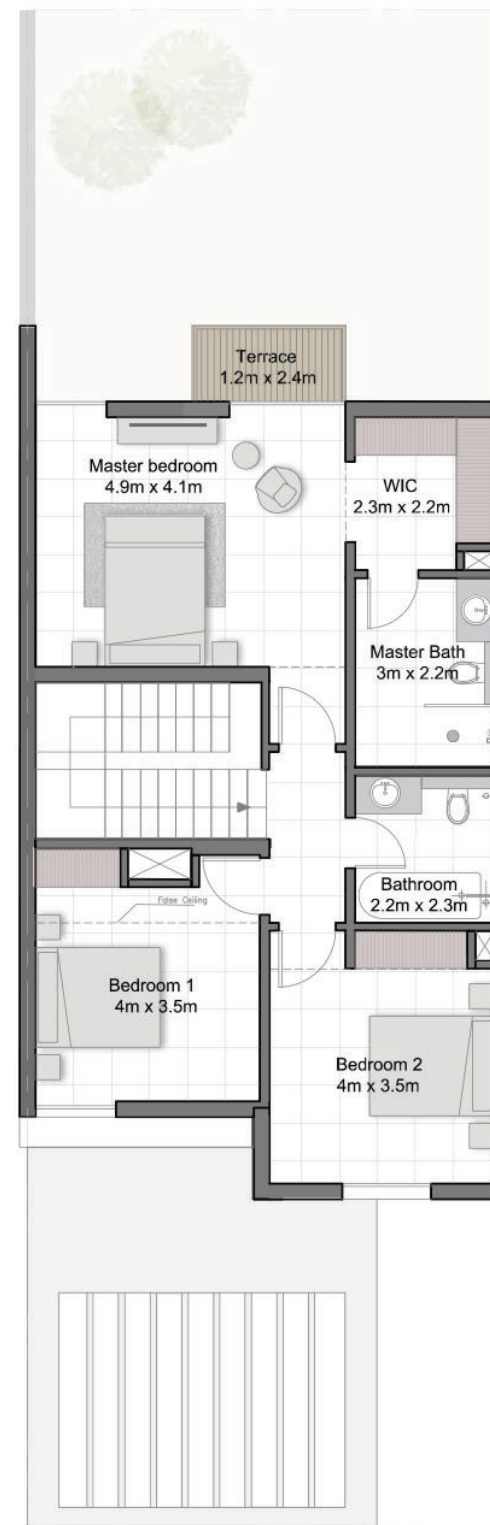 Terrace
1.2m x 2.4m
Master bedroom
4.9m x 4.1m
WIC
2.3m x 2.2m
Master Bath
3m x 2.2m
Bathroom
2.2m x 2.3m
False Ceiling
Bedroom 1
4m x 3.5m
Bedroom 2
4m x 3.5m